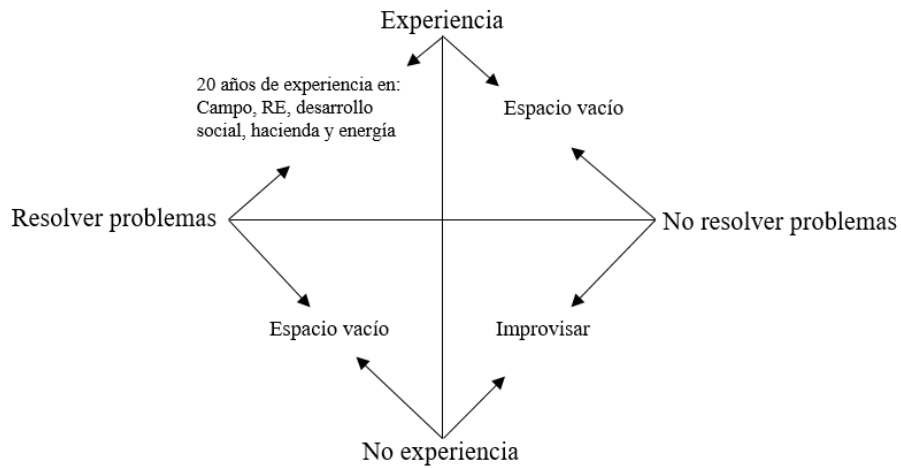 Experiencia
20 años de experiencia en:
Campo, RE, desarrollo
social, hacienda y energía
Espacio vacío
Resolver problemas
No resolver problemas
Espacio vacío
Improvisar
No experiencia